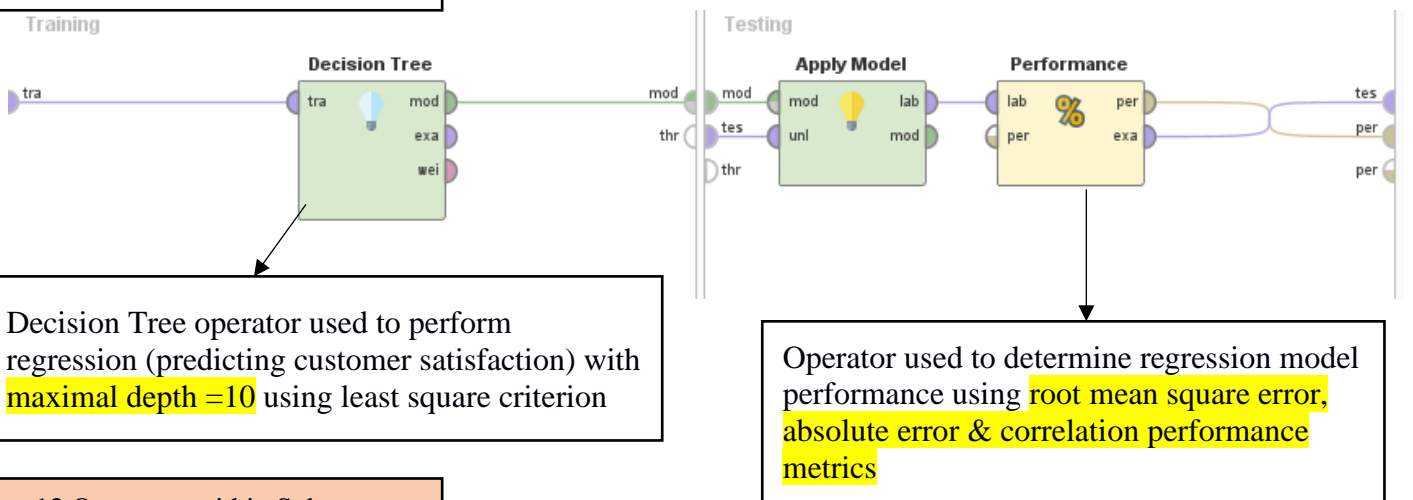 Training
Testing
Decision Tree
Apply Model
Performance
tra
tra
mod
exa
wei
mod
thr
mod
tes
thr
mod
unl
lab
mod
lab
per
%
per
exa
tes
per
per
Decision Tree operator used to perform
regression (predicting customer satisfaction) with
maximal depth =10 using least square criterion
Operator used to determine regression model
performance using root mean square error,
absolute error & correlation performance
metrics